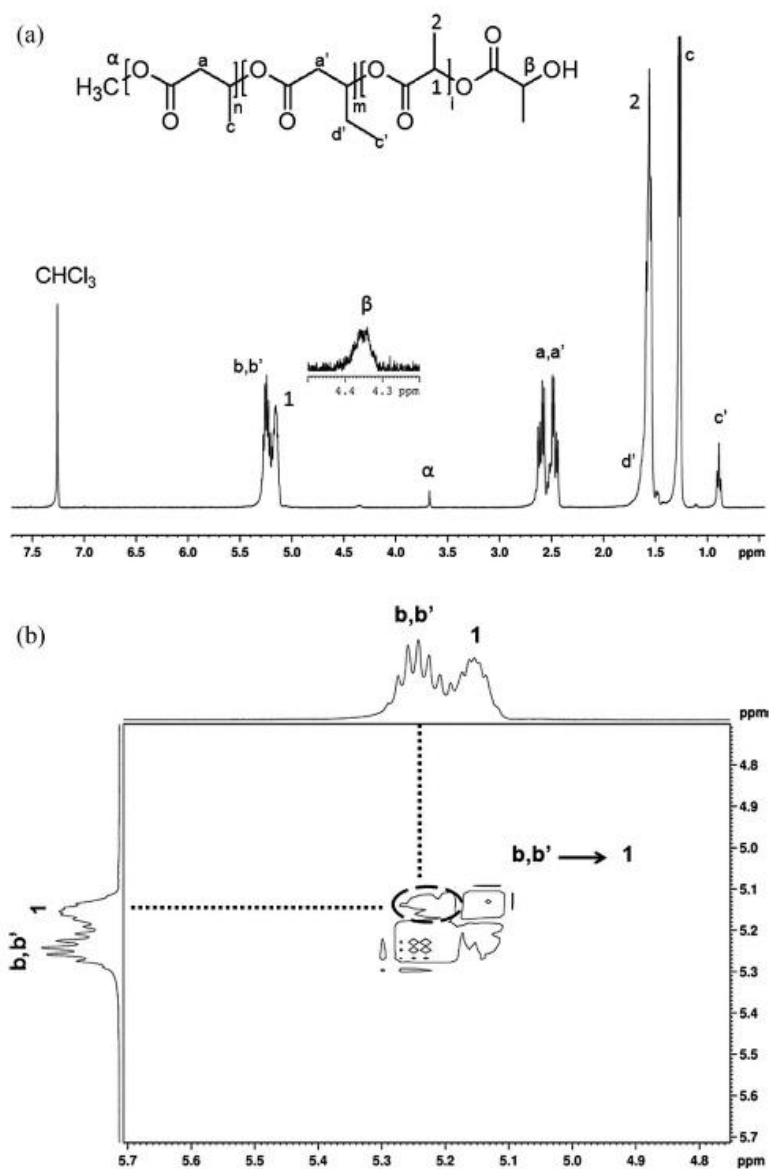 (a)
α a a' 2 β
H3C O O O O OH
O O 1 O O
n m i
c d' c'
CHCl3
b,b'
1
β
4.4 4.3 ppm
α
a,a'
d'
2
c
c'
7.5 7.0 6.5 6.0 5.5 5.0 4.5 4.0 3.5 3.0 2.5 2.0 1.5 1.0 ppm
(b)
b,b' 1
ppm
b,b' 1
4.8
4.9
5.0
b,b' → 1
5.1
5.2
5.3
5.4
5.5
5.6
5.7
5.7 5.6 5.5 5.4 5.3 5.2 5.1 5.0 4.9 4.8 ppm